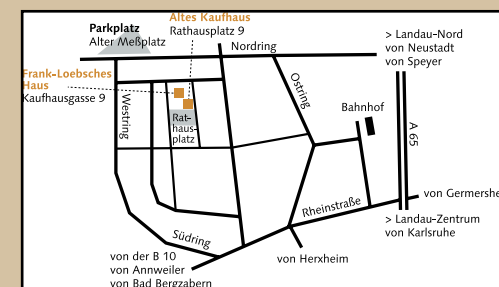 Altes Kaufhaus
Rathausplatz 9
Parkplatz
Alter Meßplatz
Nordring
> Landau-Nord
von Neustadt
von Speyer
Frank-Loebsches
Haus
Kaufhausgasse 9
Westring
Ostring
Rat-
haus-
platz
Bahnhof
A 65
von Germershe
Rheinstraße
> Landau-Zentrum
von Karlsruhe
Südring
von der B 10
von Annweiler
von Bad Bergzabern
von Herxheim